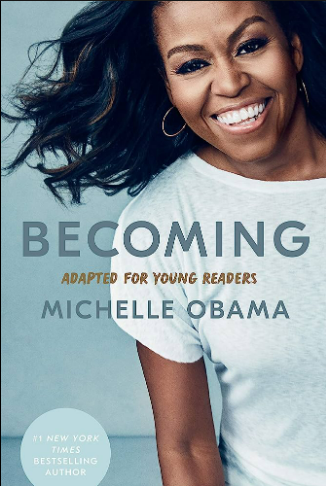 BECOMING
ADAPTED FOR YOUNG READERS
MICHELLE OBAMA
#1 NEW YORK
TIMES
BESTSELLING
AUTHOR